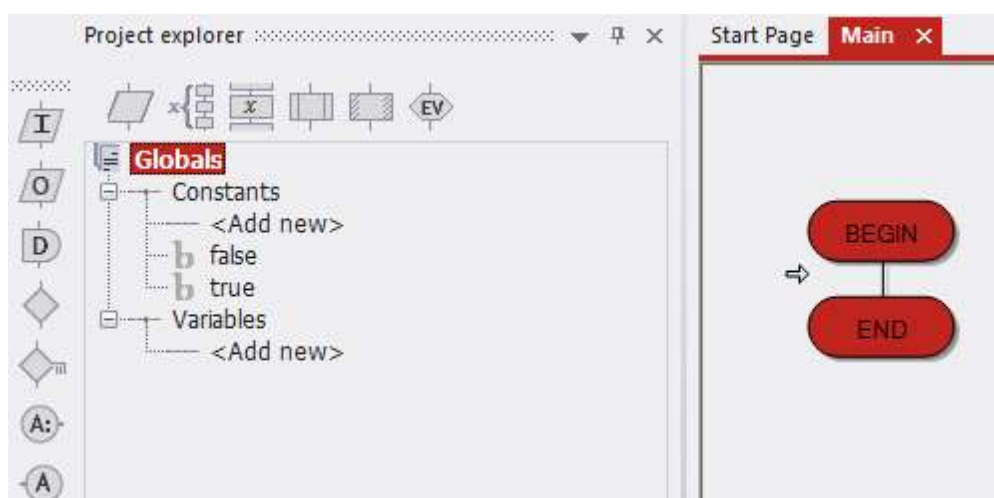 Project explorer
Start Page Main
I
x
EV
O
D
A:
A
Globals
Constants
<Add new>
b false
b true
Variables
<Add new>
BEGIN
END